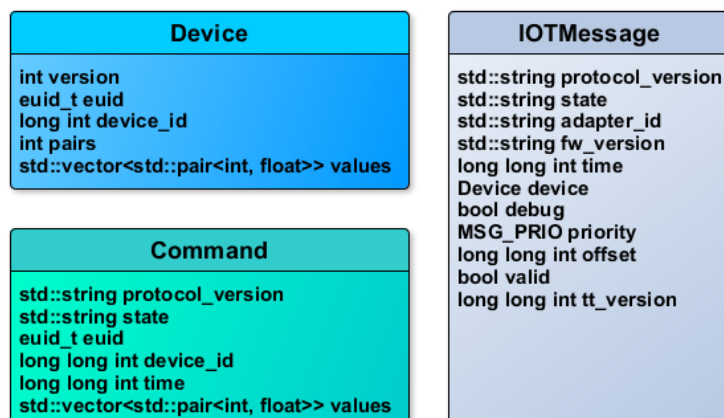 Device
int version
euid_t euid
long int device_id
int pairs
std::vector<std::pair<int, float>> values
Command
std::string protocol_version
std::string state
euid_t euid
long long int device_id
long long int time
std::vector<std::pair<int, float>> values
IOTMessage
std::string protocol_version
std::string state
std::string adapter_id
std::string fw_version
long long int time
Device device
bool debug
MSG_PRIO priority
long long int offset
bool valid
long long int tt_version